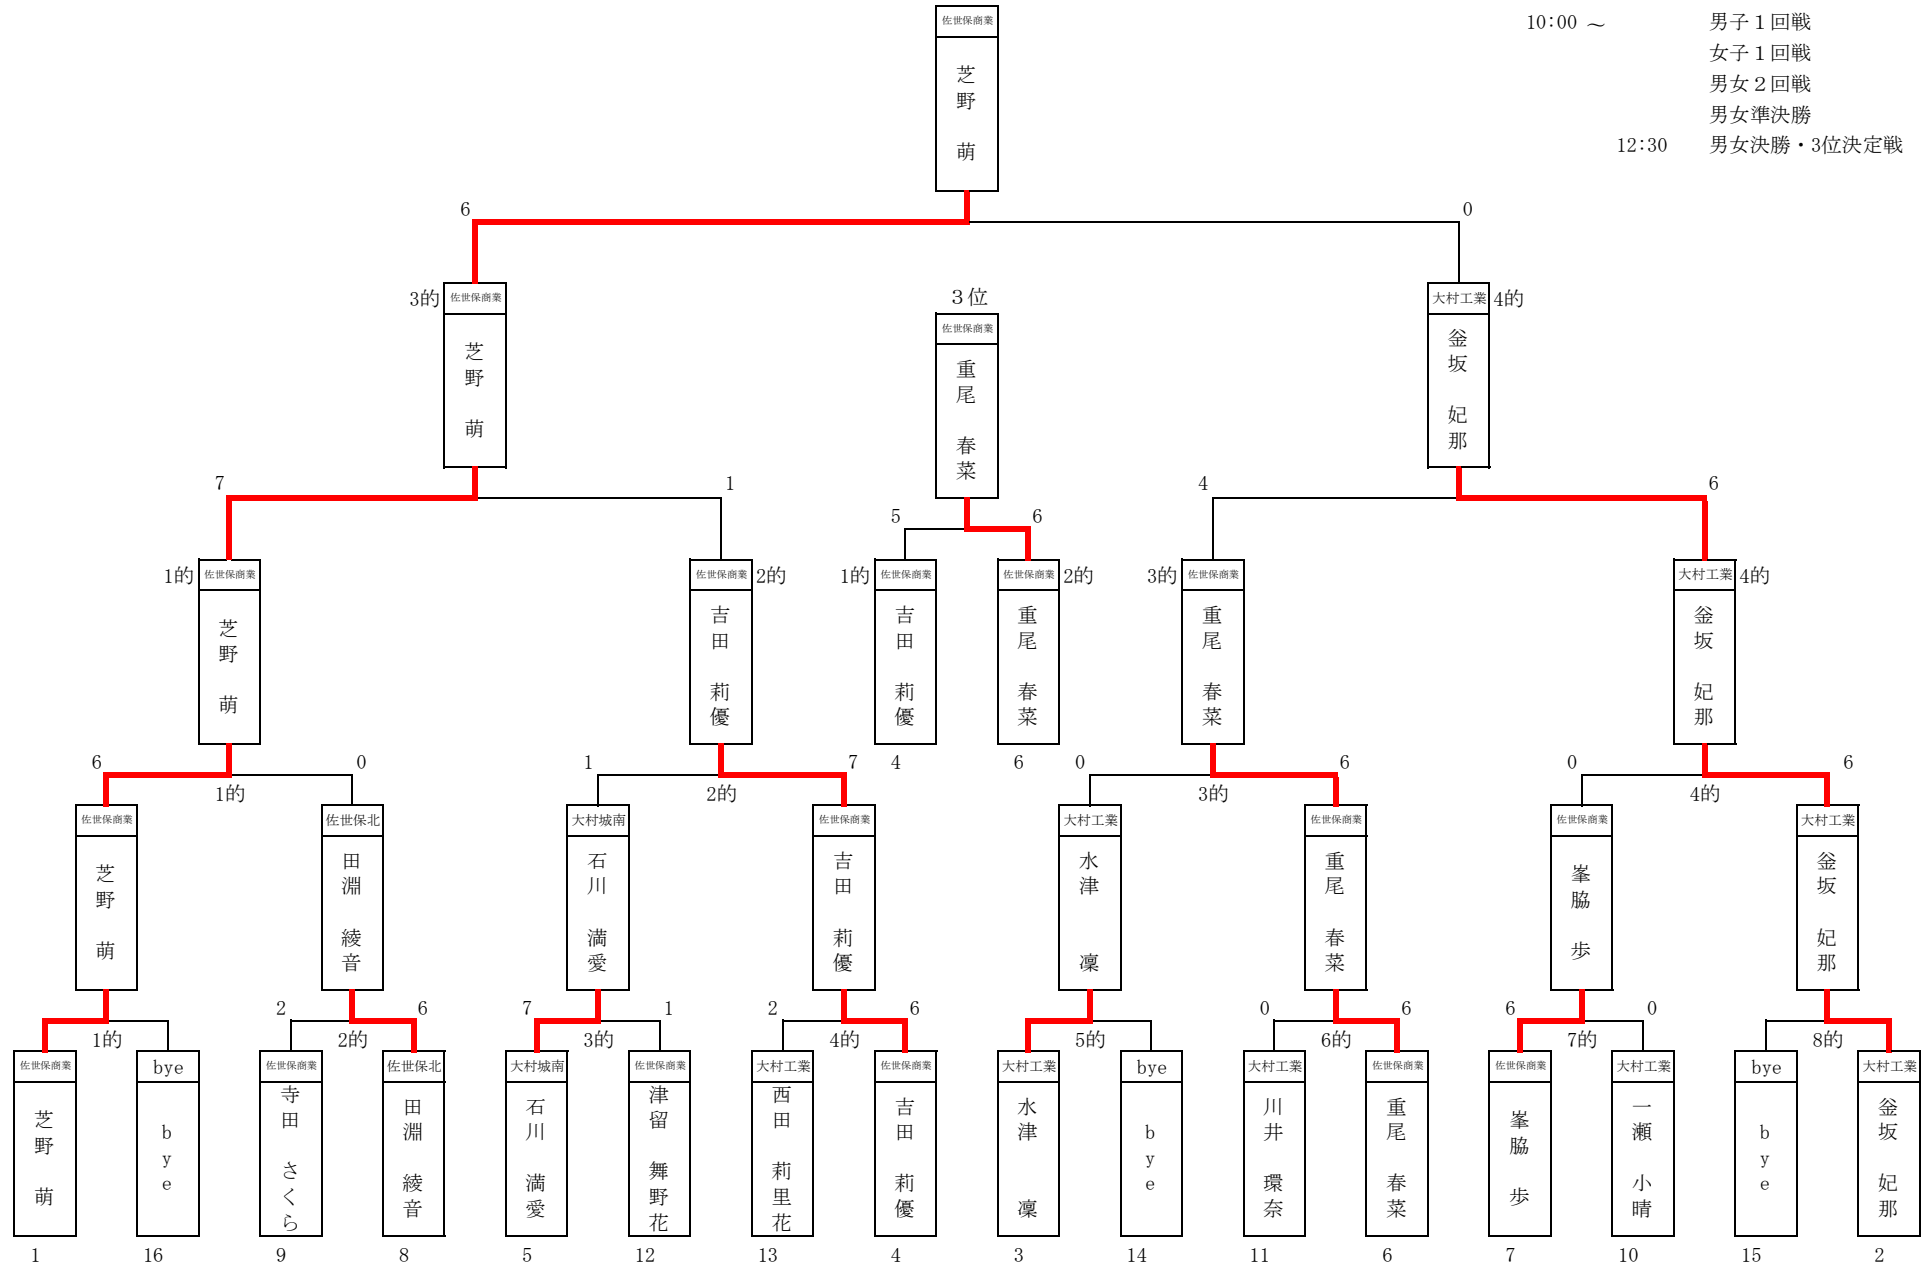 佐世保商業
芝野　萌
10:00 ～　男子１回戦
女子１回戦
男女２回戦
男女準決勝
12:30　男女決勝・3位決定戦
6
0
3的
佐世保商業
芝野　萌
３位
佐世保商業
重尾　春菜
大村工業
4的
釜坂　妃那
7
1
5
6
4
6
1的
佐世保商業
芝野　萌
佐世保商業
2的
吉田　莉優
1的
佐世保商業
吉田　莉優
佐世保商業
2的
重尾　春菜
3的
佐世保商業
重尾　春菜
大村工業
4的
釜坂　妃那
6
0
1的
1
7
2的
4
6
0
6
3的
0
6
4的
佐世保商業
芝野　萌
佐世保北
田淵　綾音
大村城南
石川　満愛
佐世保商業
吉田　莉優
大村工業
水津　凜
佐世保商業
重尾　春菜
佐世保商業
峯脇　歩
大村工業
釜坂　妃那
1的
2
6
2的
7
1
3的
2
6
4的
5的
0
6
6的
6
0
7的
8的
佐世保商業
芝野　萌
1
bye
bye
16
佐世保商業
寺田　さくら
9
佐世保北
田淵　綾音
8
大村城南
石川　満愛
5
佐世保商業
津留　舞野花
12
大村工業
西田　莉里花
13
佐世保商業
吉田　莉優
4
大村工業
水津　凜
3
bye
bye
14
大村工業
川井　環奈
11
佐世保商業
重尾　春菜
6
佐世保商業
峯脇　歩
7
大村工業
一瀬　小晴
10
bye
bye
15
大村工業
釜坂　妃那
2